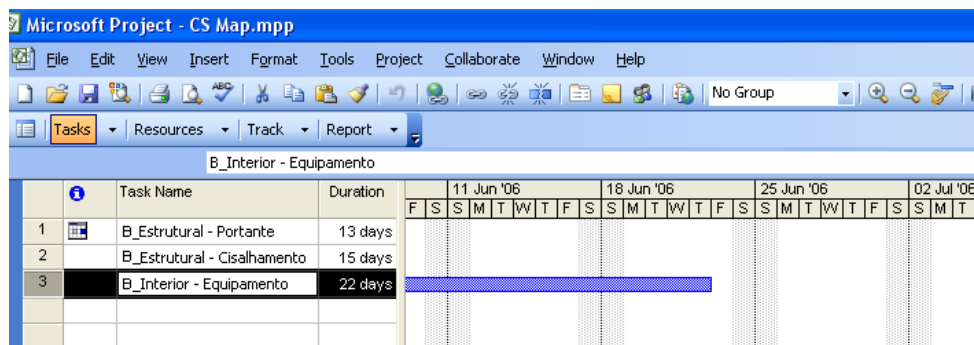 Microsoft Project - CS Map.mpp
File Edit View Insert Format Tools Project Collaborate Window Help
ABC No Group
Tasks Resources Track Report
B_Interior - Equipamento
Task Name Duration 11 Jun '06 18 Jun '06 25 Jun '06 02 Jul '06
F S S M T W T F S S M T W T F S S M T W T F S S M T
1 B_Estrutural - Portante 13 days
2 B_Estrutural - Cisalhamento 15 days
3 B_Interior - Equipamento 22 days